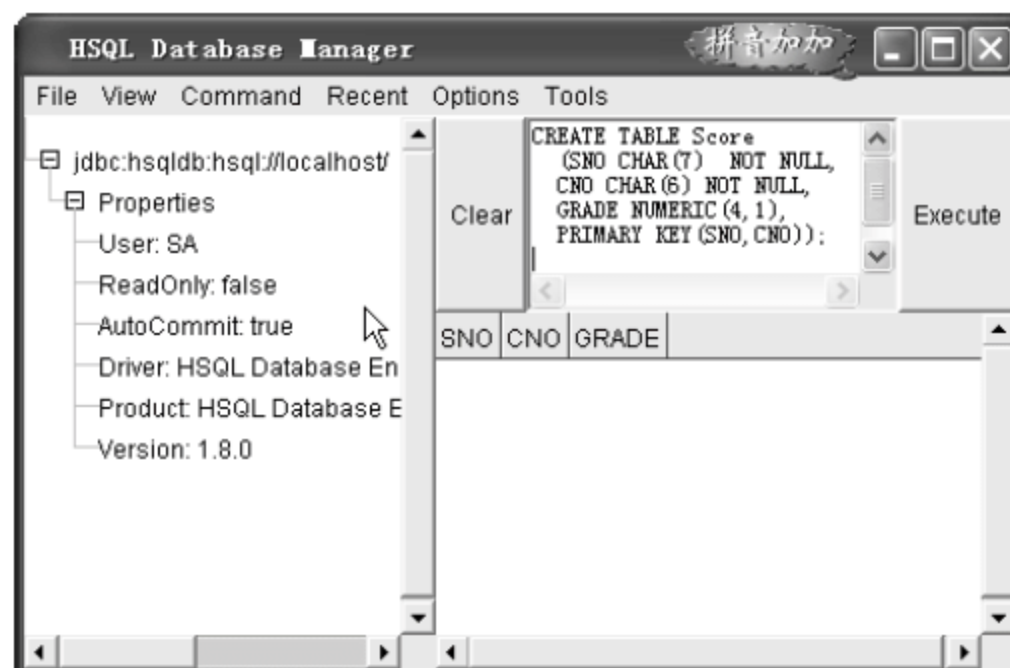 HSQL Database Manager
拼音加加
File View Command Recent Options Tools
jdbc:hsqldb:hsql://localhost/
Properties
User: SA
ReadOnly: false
AutoCommit: true
Driver: HSQL Database En
Product: HSQL Database E
Version: 1.8.0
Clear
CREATE TABLE Score
(SNO CHAR(7) NOT NULL,
CNO CHAR(6) NOT NULL,
GRADE NUMERIC(4,1),
PRIMARY KEY(SNO,CNO));
Execute
SNO CNO GRADE